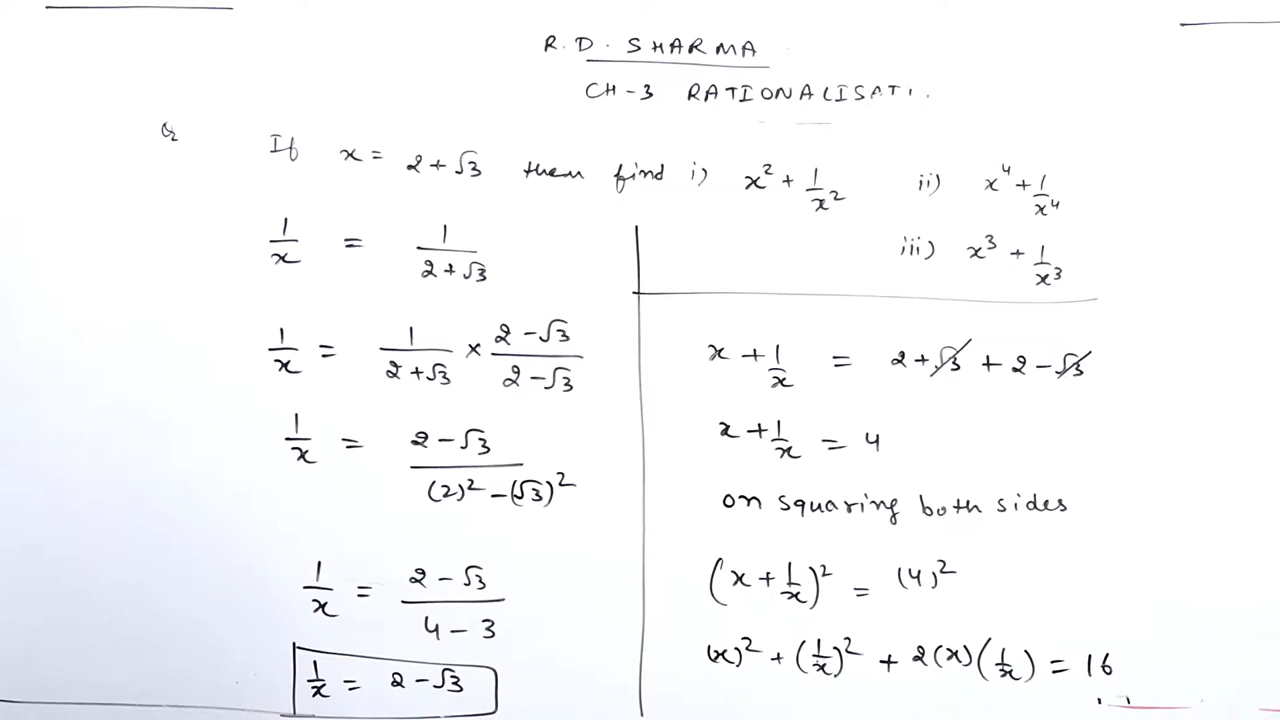 R.D. SHARMA
CH-3 RATIONALISATI
Q If x = 2+√3 then find i) x² + 1/x² ii) x⁴ + 1/x⁴
iii) x³ + 1/x³
1/x = 1/(2+√3)
1/x = 1/(2+√3) × (2-√3)/(2-√3)
1/x = (2-√3)/((2)² - (√3)²)
1/x = (2-√3)/(4-3)
1/x = 2-√3
x + 1/x = 2+√3 + 2-√3
x + 1/x = 4
on squaring both sides
(x + 1/x)² = (4)²
(x)² + (1/x)² + 2(x)(1/x) = 16